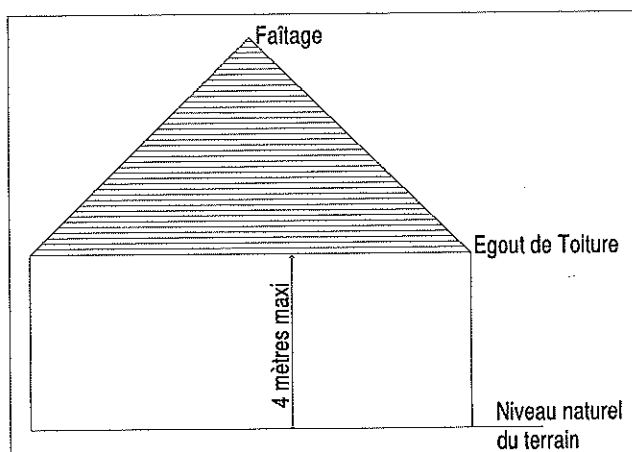 Faîtage
Egout de Toiture
4 mètres maxi
Niveau naturel
du terrain